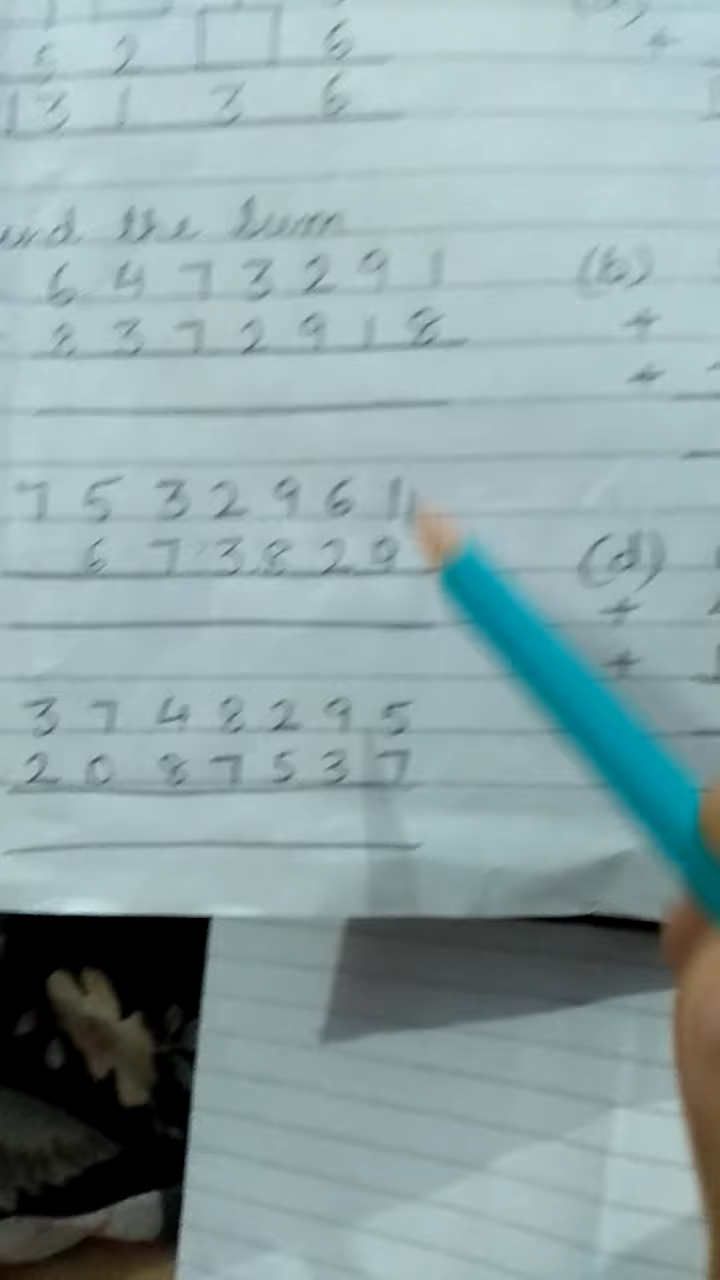 5 2 6
13 1 3 6
the Sum
6 4 7 3 2 9 1 (b)
8 3 7 2 9 1 8 +
+
7 5 3 2 9 6 1
6 7 3 8 2 9 (d)
+
+
3 7 4 8 2 9 5
2 0 8 7 5 3 7